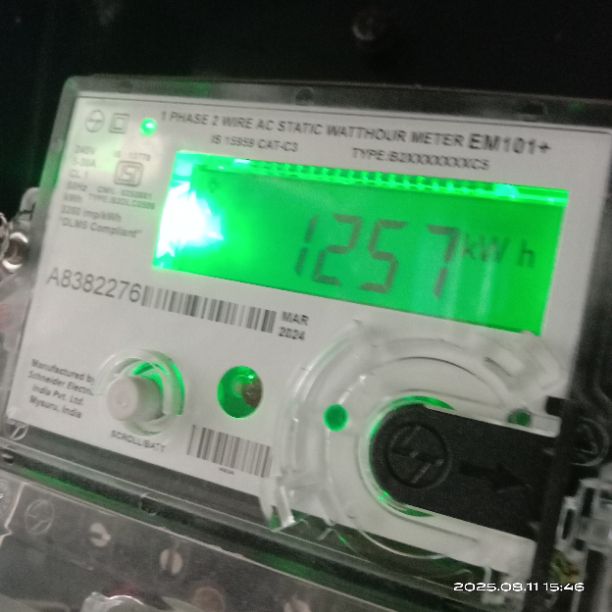 1 PHASE 2 WIRE AC STATIC WATTHOUR METER EM101+
IS 15959 CAT-C3 TYPE:B2XXXXXXXXC5
240V
5-30A
CL 1
50Hz
kWh
3200 imp/kWh
"DLMS Compliant"
1257 kWh
A8382276
MAR
2024
Manufactured by
Schneider Electric
India Pvt. Ltd.
Mysuru, India
SCROLL/BATT
2025.08.11 15:46